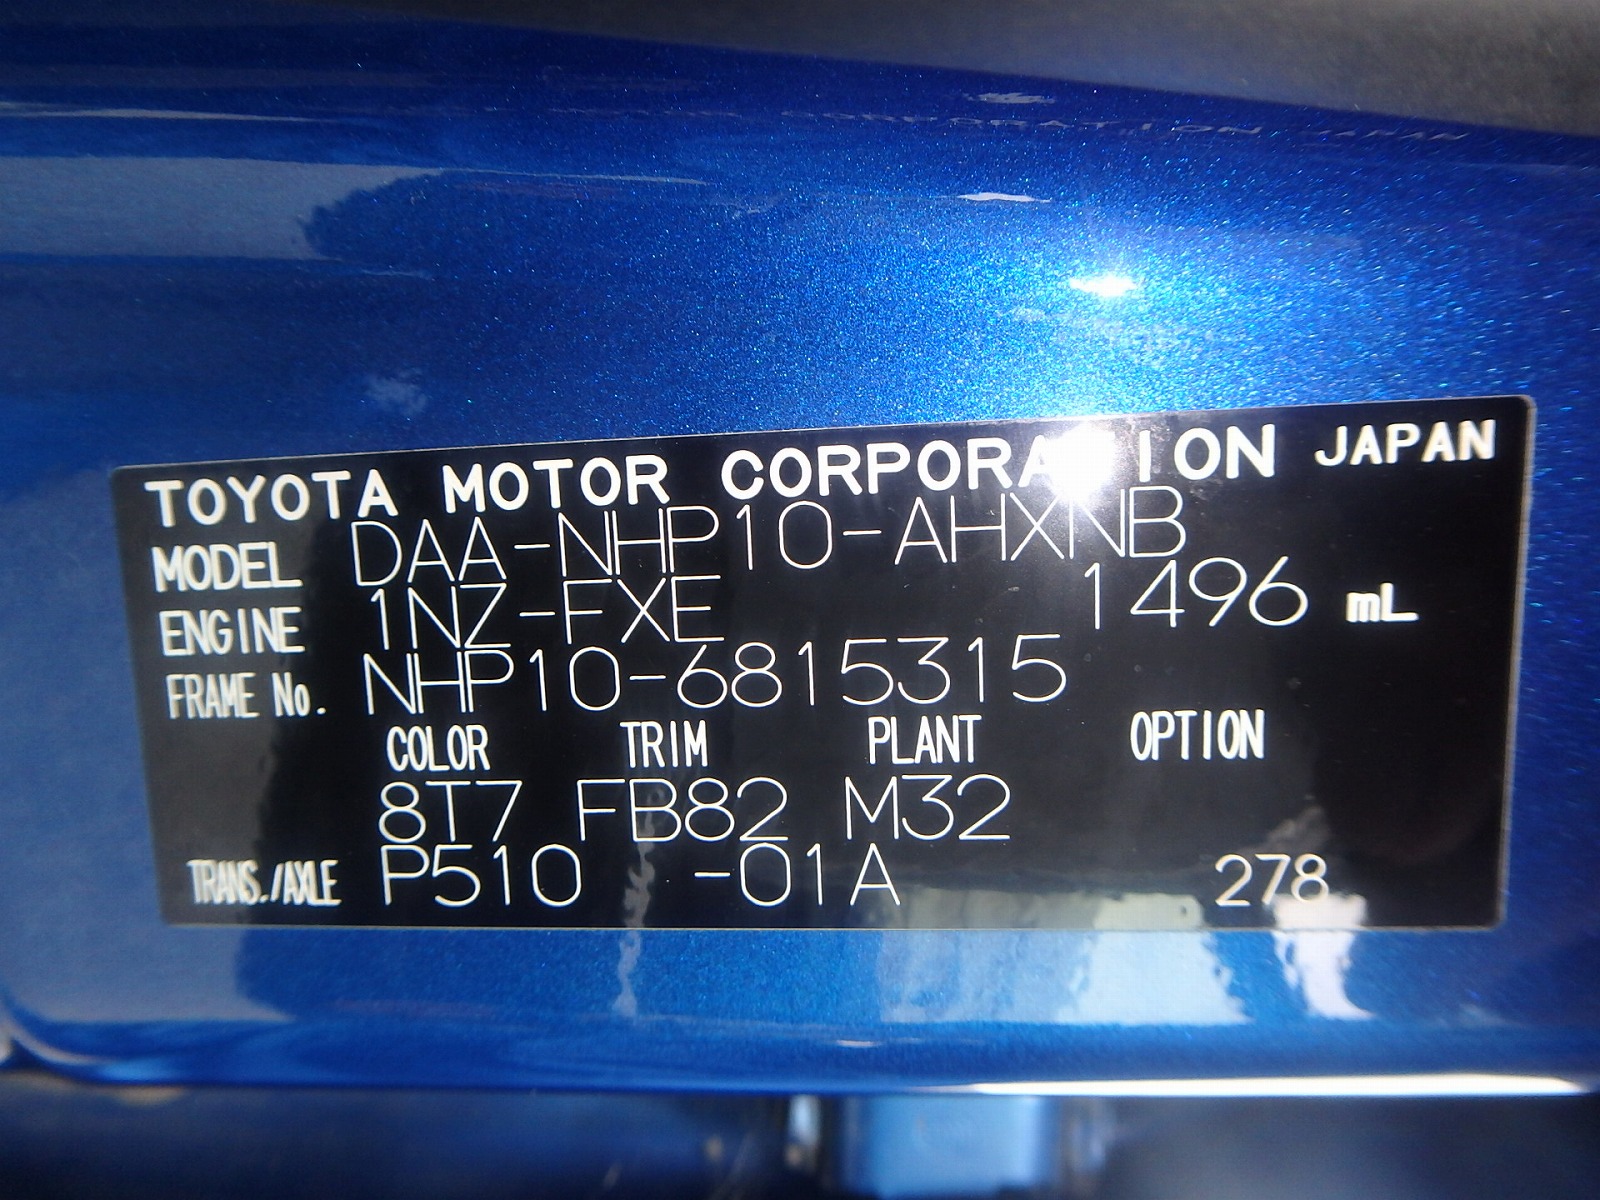 TOYOTA MOTOR CORPORATION JAPAN
MODEL DAA-NHP10-AHXNB
ENGINE 1NZ-FXE 1496 mL
FRAME No. NHP10-6815315
COLOR TRIM PLANT OPTION
8T7 FB82 M32
TRANS./AXLE P510 -01A 278